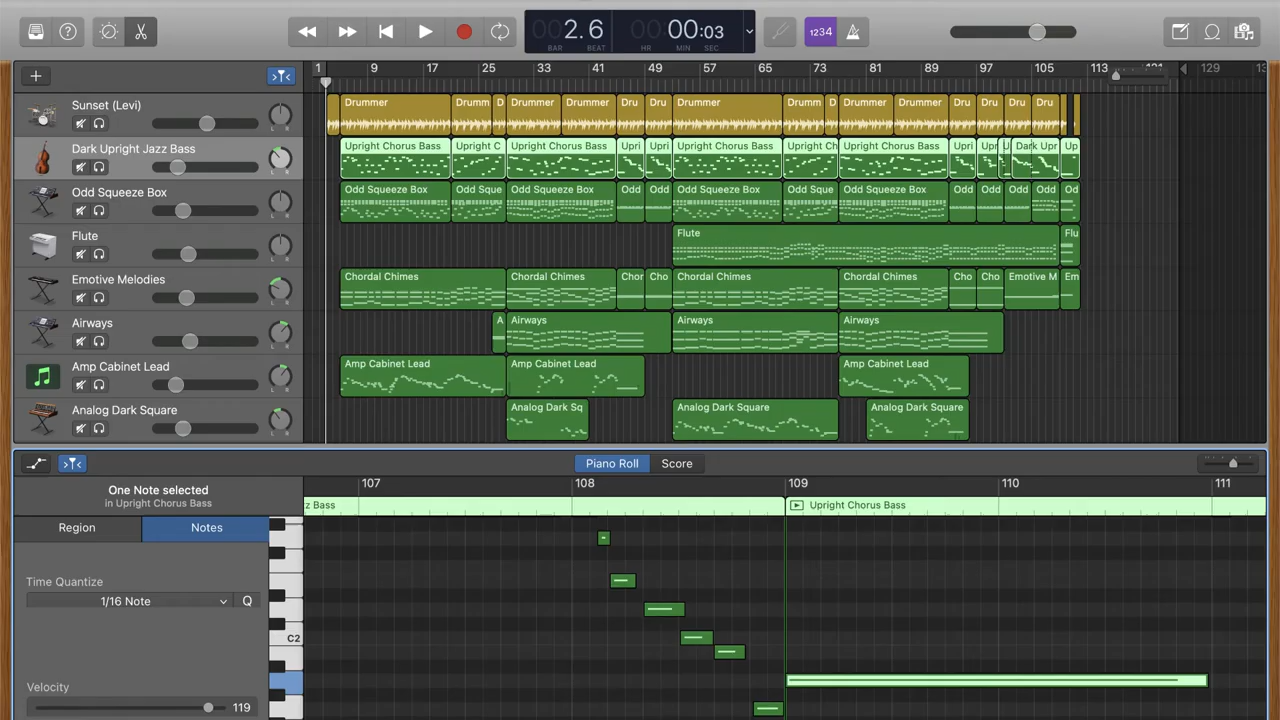 002.6 00:00:03 1234
BAR BEAT HR MIN SEC
1 9 17 25 33 41 49 57 65 73 81 89 97 105 113 121 129
Sunset (Levi)
Drummer Drumm D Drummer Drummer Dru Dru Drummer Drumm D Drummer Drummer Dru Dru Dru Dru
L R
Dark Upright Jazz Bass
Upright Chorus Bass Upright C Upright Chorus Bass Upri Upri Upright Chorus Bass Upright Ch Upright Chorus Bass Upri Upr U Dark Upr Up
L R
Odd Squeeze Box
Odd Squeeze Box Odd Sque Odd Squeeze Box Odd Odd Odd Squeeze Box Odd Sque Odd Squeeze Box Odd Odd Odd Odd Od
L R
Flute
Flute Flu
L R
Emotive Melodies
Chordal Chimes Chordal Chimes Chor Cho Chordal Chimes Chordal Chimes Cho Cho Emotive M Em
L R
Airways
A Airways Airways Airways
L R
Amp Cabinet Lead
Amp Cabinet Lead Amp Cabinet Lead Amp Cabinet Lead
L R
Analog Dark Square
Analog Dark Sq Analog Dark Square Analog Dark Square
L R
Piano Roll Score
One Note selected
in Upright Chorus Bass
107 108 109 110 111
z Bass Upright Chorus Bass
Region Notes
Time Quantize
1/16 Note Q
C2
Velocity
119